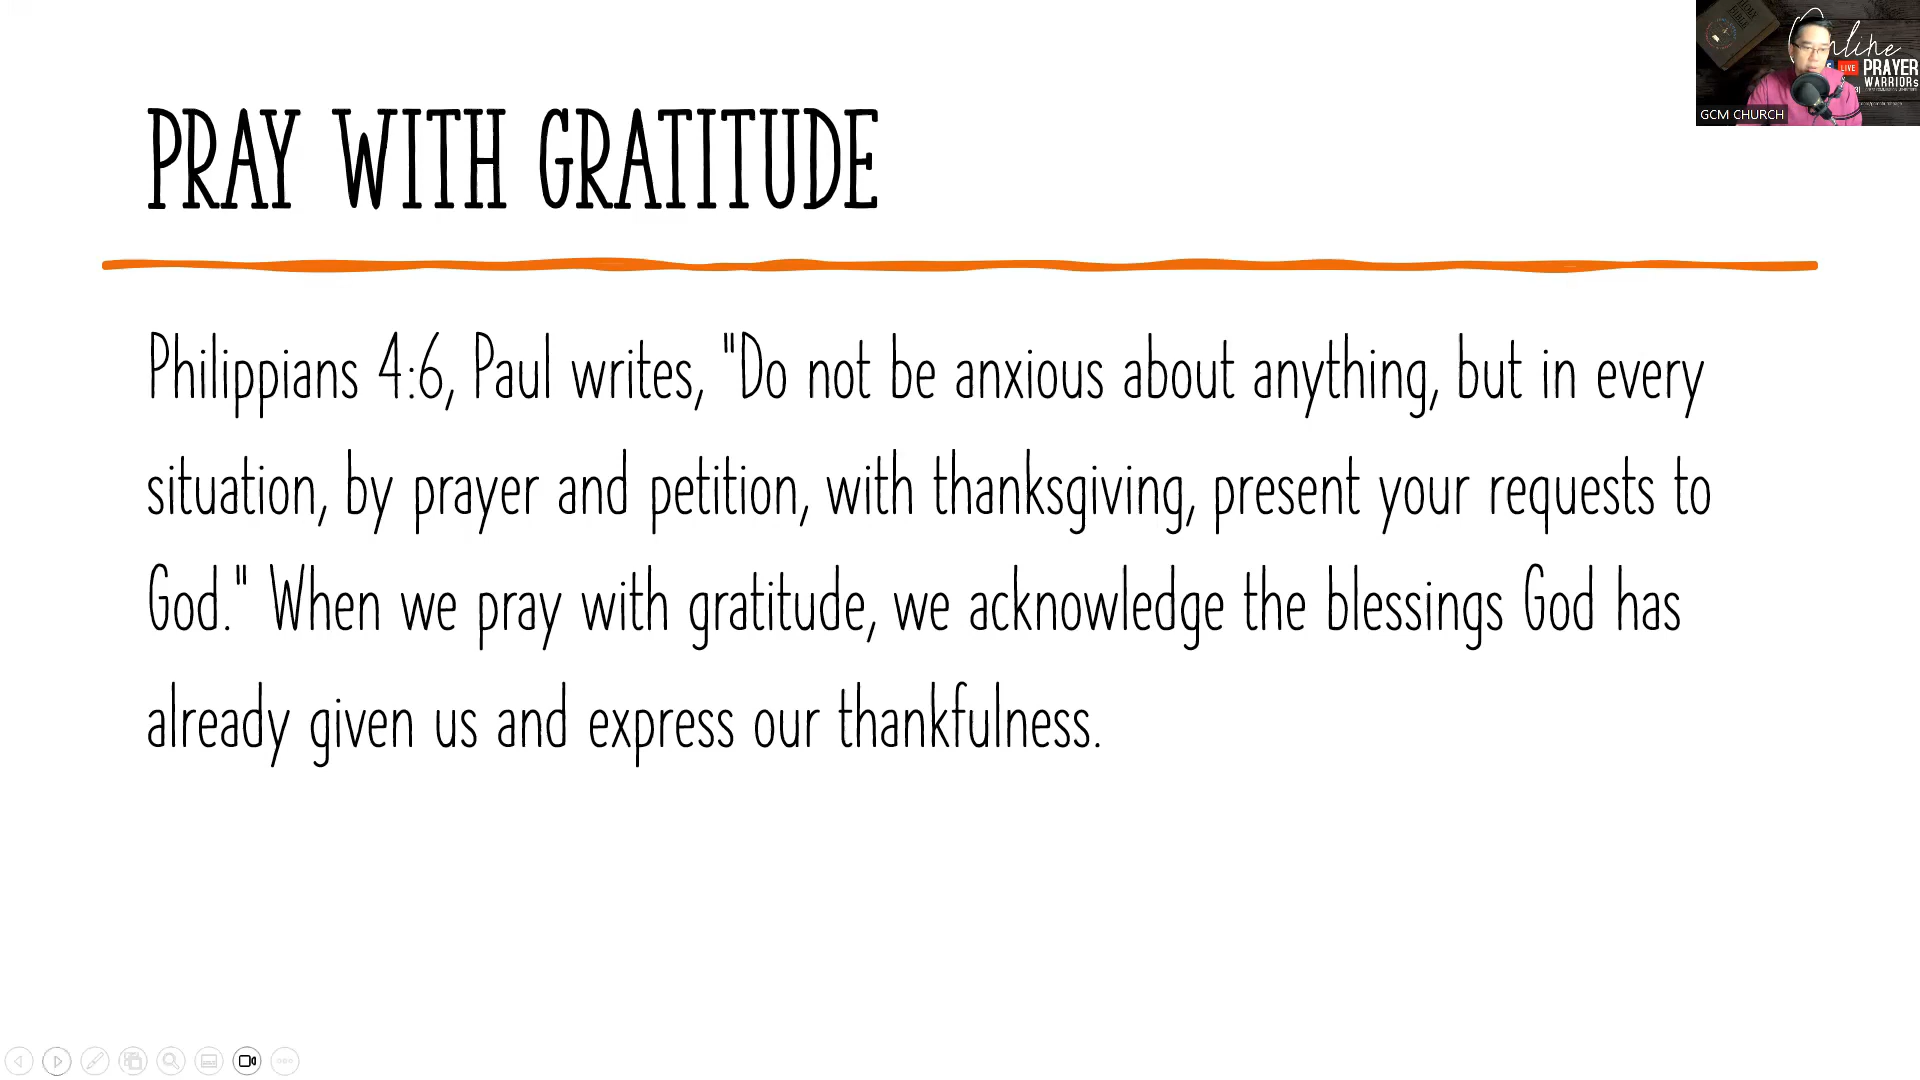 PRAY WITH GRATITUDE
Philippians 4:6, Paul writes, "Do not be anxious about anything, but in every
situation, by prayer and petition, with thanksgiving, present your requests to
God." When we pray with gratitude, we acknowledge the blessings God has
already given us and express our thankfulness.
Online
LIVE PRAYER
WARRIORs
GCM CHURCH